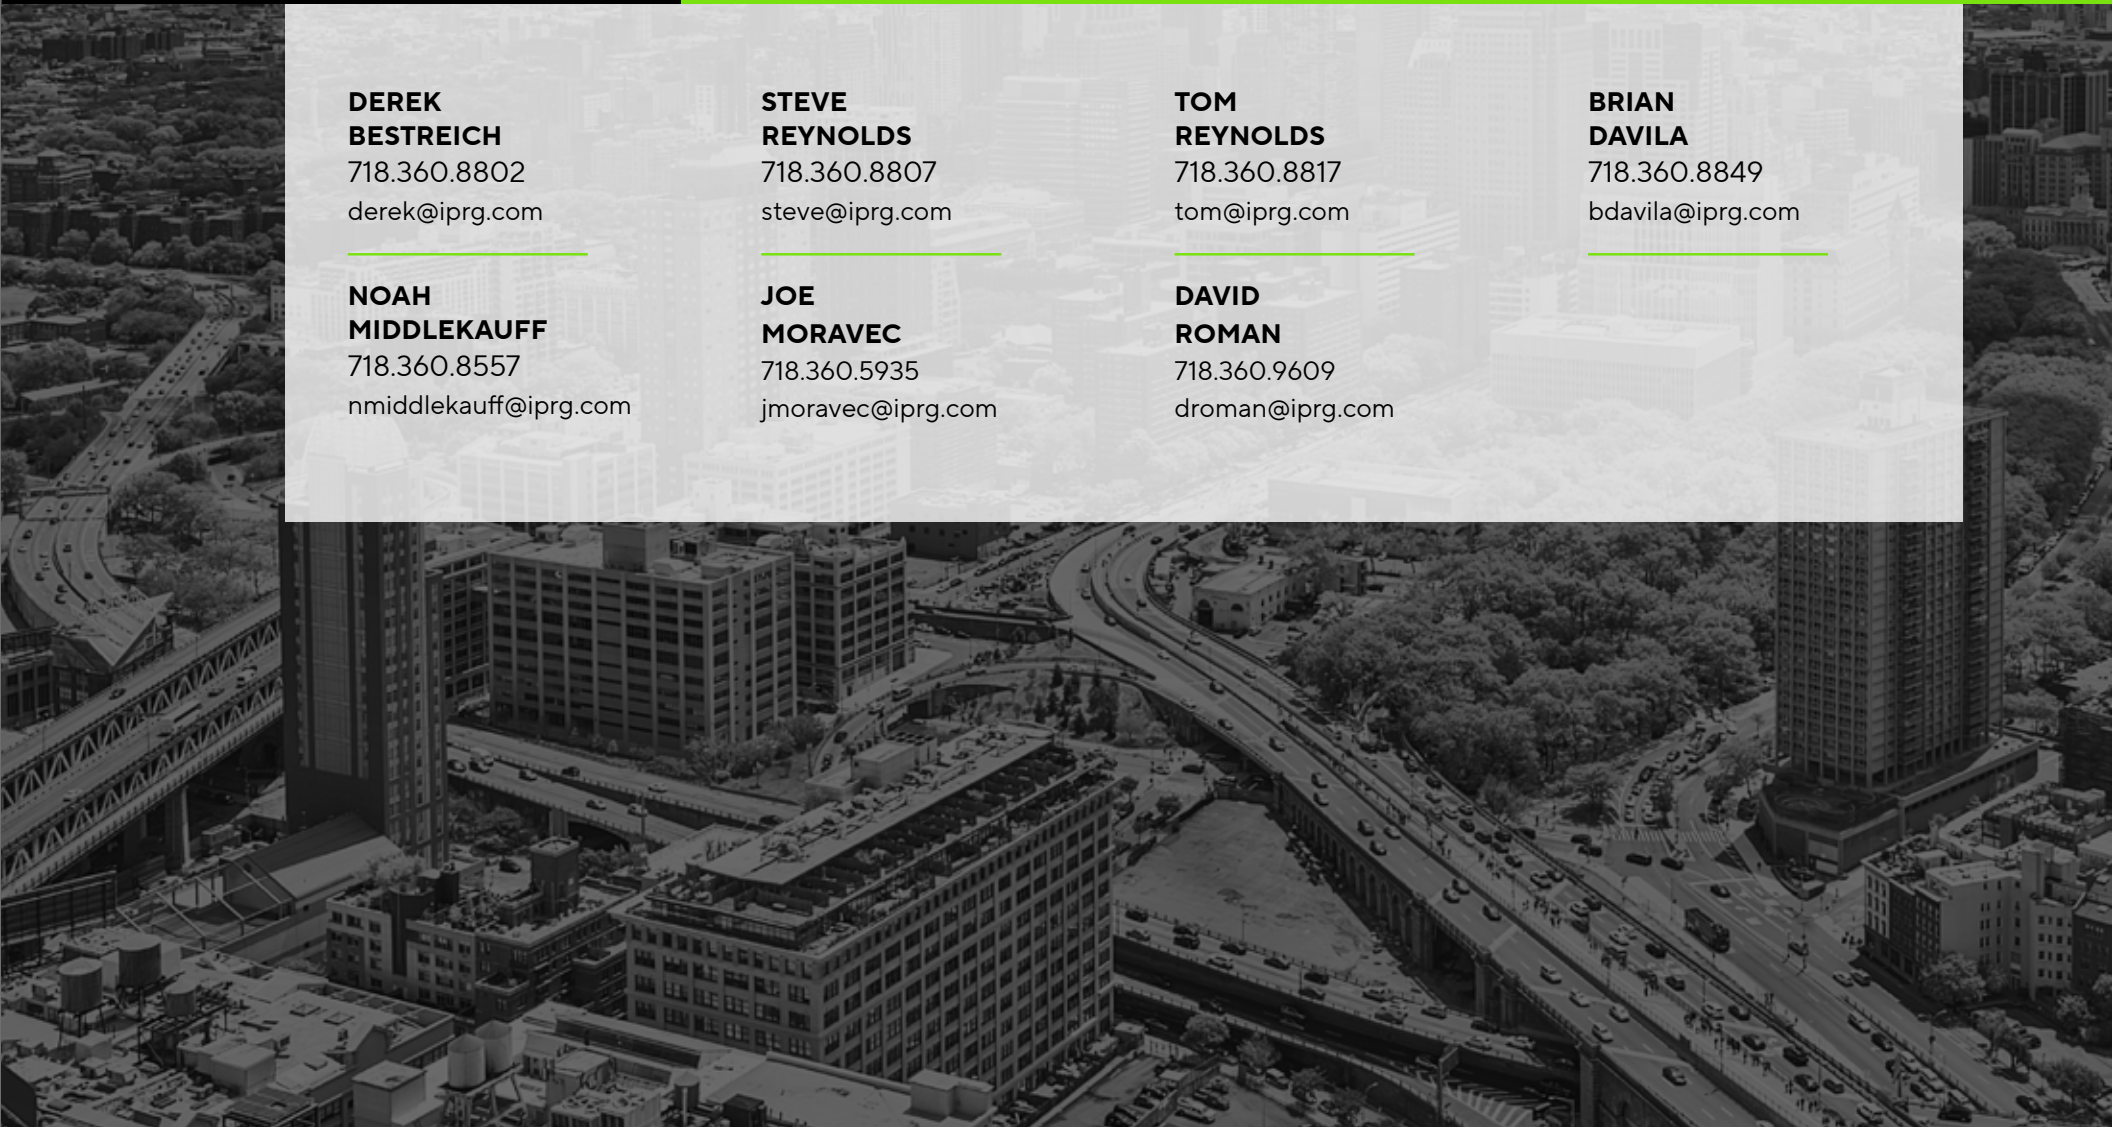 DEREK
BESTREICH
718.360.8802
derek@iprg.com
STEVE
REYNOLDS
718.360.8807
steve@iprg.com
TOM
REYNOLDS
718.360.8817
tom@iprg.com
BRIAN
DAVILA
718.360.8849
bdavila@iprg.com
NOAH
MIDDLEKAUFF
718.360.8557
nmiddlekauff@iprg.com
JOE
MORAVEC
718.360.5935
jmoravec@iprg.com
DAVID
ROMAN
718.360.9609
droman@iprg.com